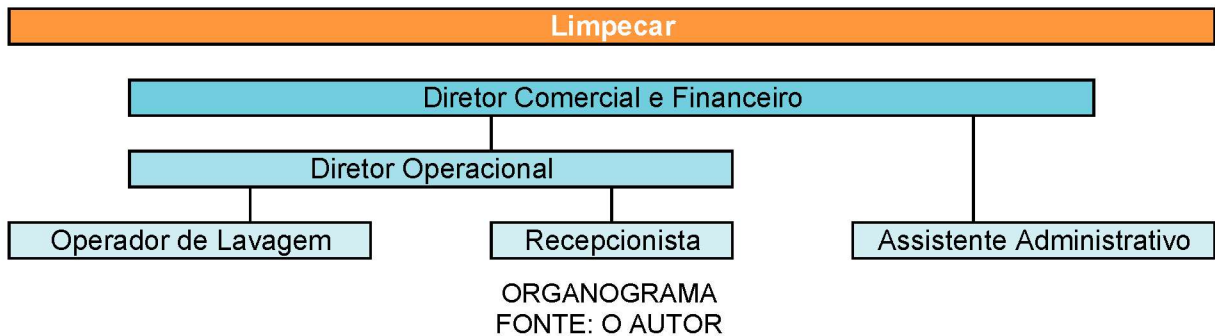 Limpecar
Diretor Comercial e Financeiro
Diretor Operacional
Operador de Lavagem
Recepcionista
Assistente Administrativo
ORGANOGRAMA
FONTE: O AUTOR